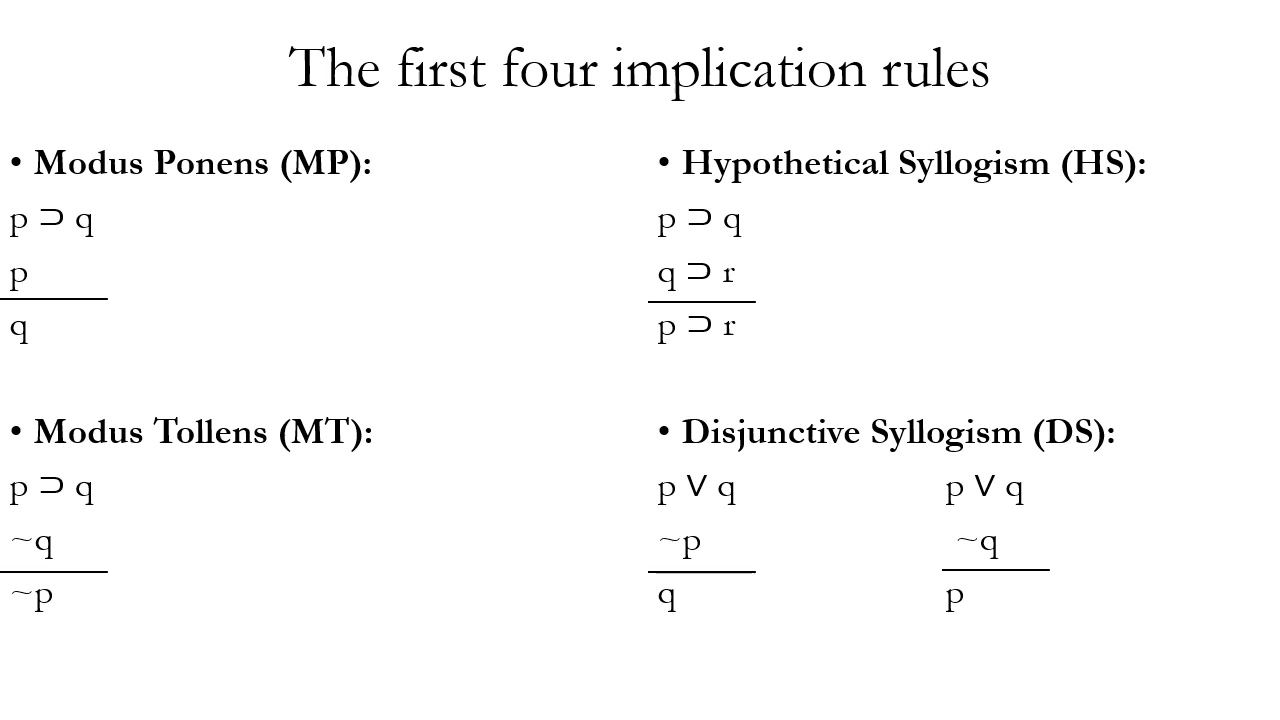 The first four implication rules
• Modus Ponens (MP):
p ⊃ q
p
q
• Modus Tollens (MT):
p ⊃ q
~q
~p
• Hypothetical Syllogism (HS):
p ⊃ q
q ⊃ r
p ⊃ r
• Disjunctive Syllogism (DS):
p ∨ q
~p
q
p ∨ q
~q
p